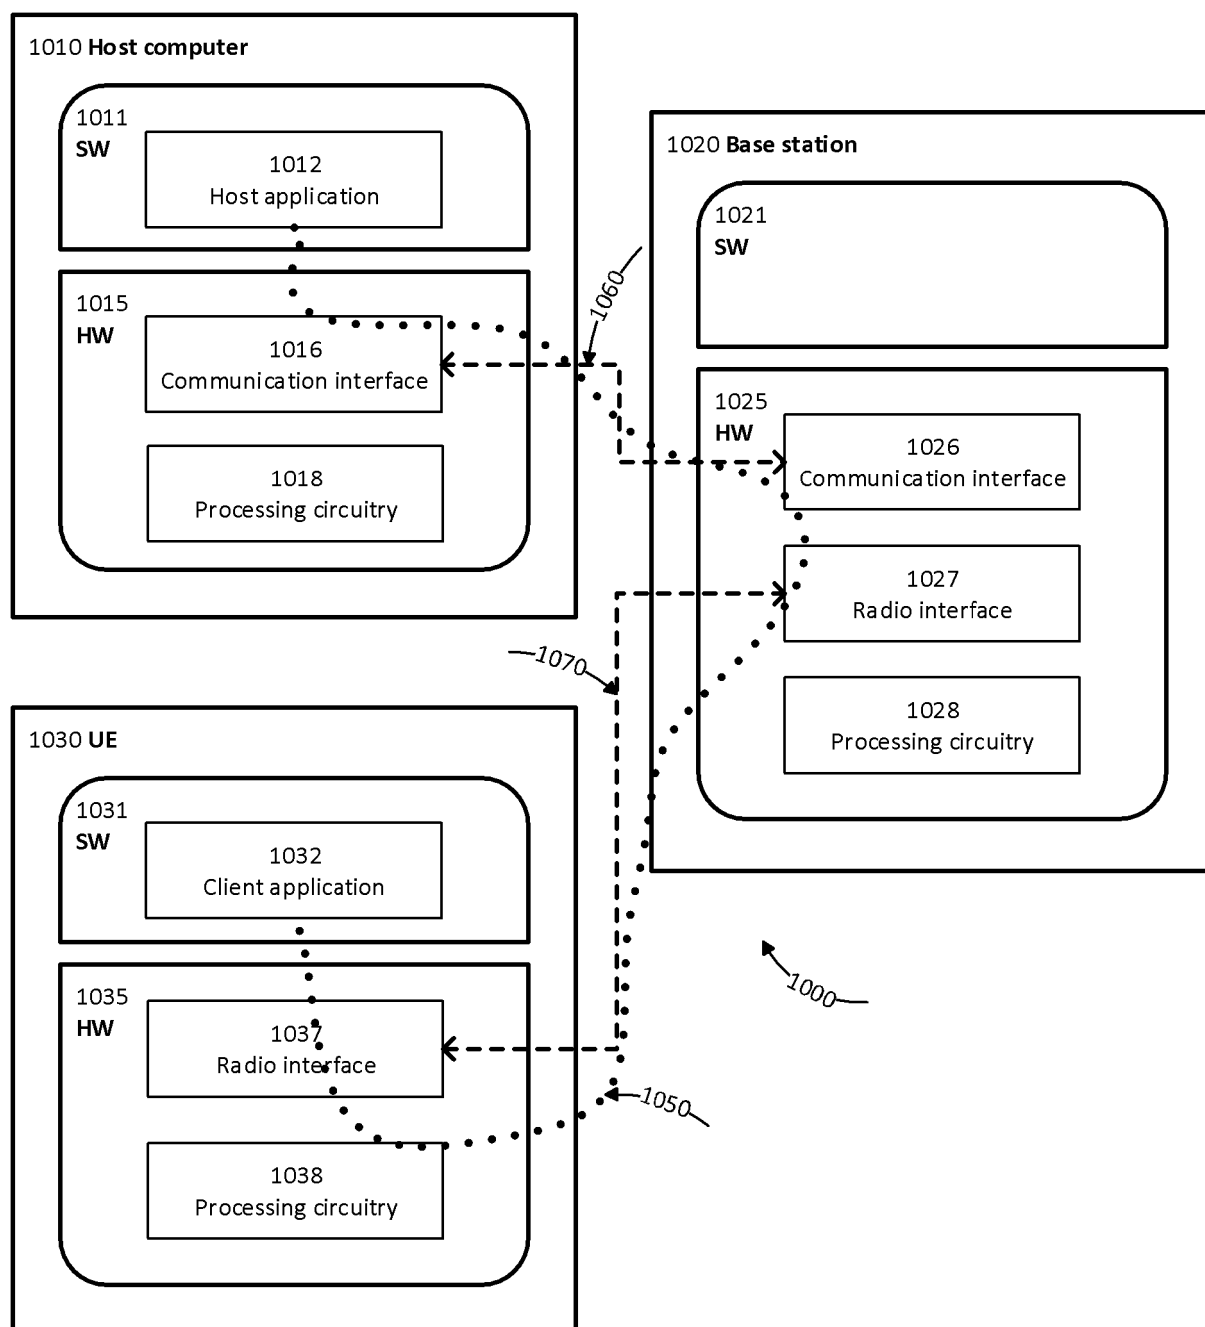 1010 Host computer
1011
SW
1012
Host application
1015
HW
1016
Communication interface
1018
Processing circuitry
1060
1020 Base station
1021
SW
1025
HW
1026
Communication interface
1027
Radio interface
1028
Processing circuitry
1070
1030 UE
1031
SW
1032
Client application
1035
HW
1037
Radio interface
1038
Processing circuitry
1050
1000